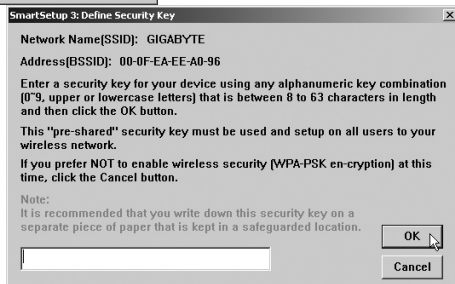 SmartSetup 3: Define Security Key
Network Name(SSID): GIGABYTE
Address(BSSID): 00-0F-EA-EE-A0-96
Enter a security key for your device using any alphanumeric key combination
(0~9, upper or lowercase letters) that is between 8 to 63 characters in length
and then click the OK button.
This "pre-shared" security key must be used and setup on all users to your
wireless network.
If you prefer NOT to enable wireless security (WPA-PSK en-cryption) at this
time, click the Cancel button.
Note:
It is recommended that you write down this security key on a
separate piece of paper that is kept in a safeguarded location.
OK
Cancel